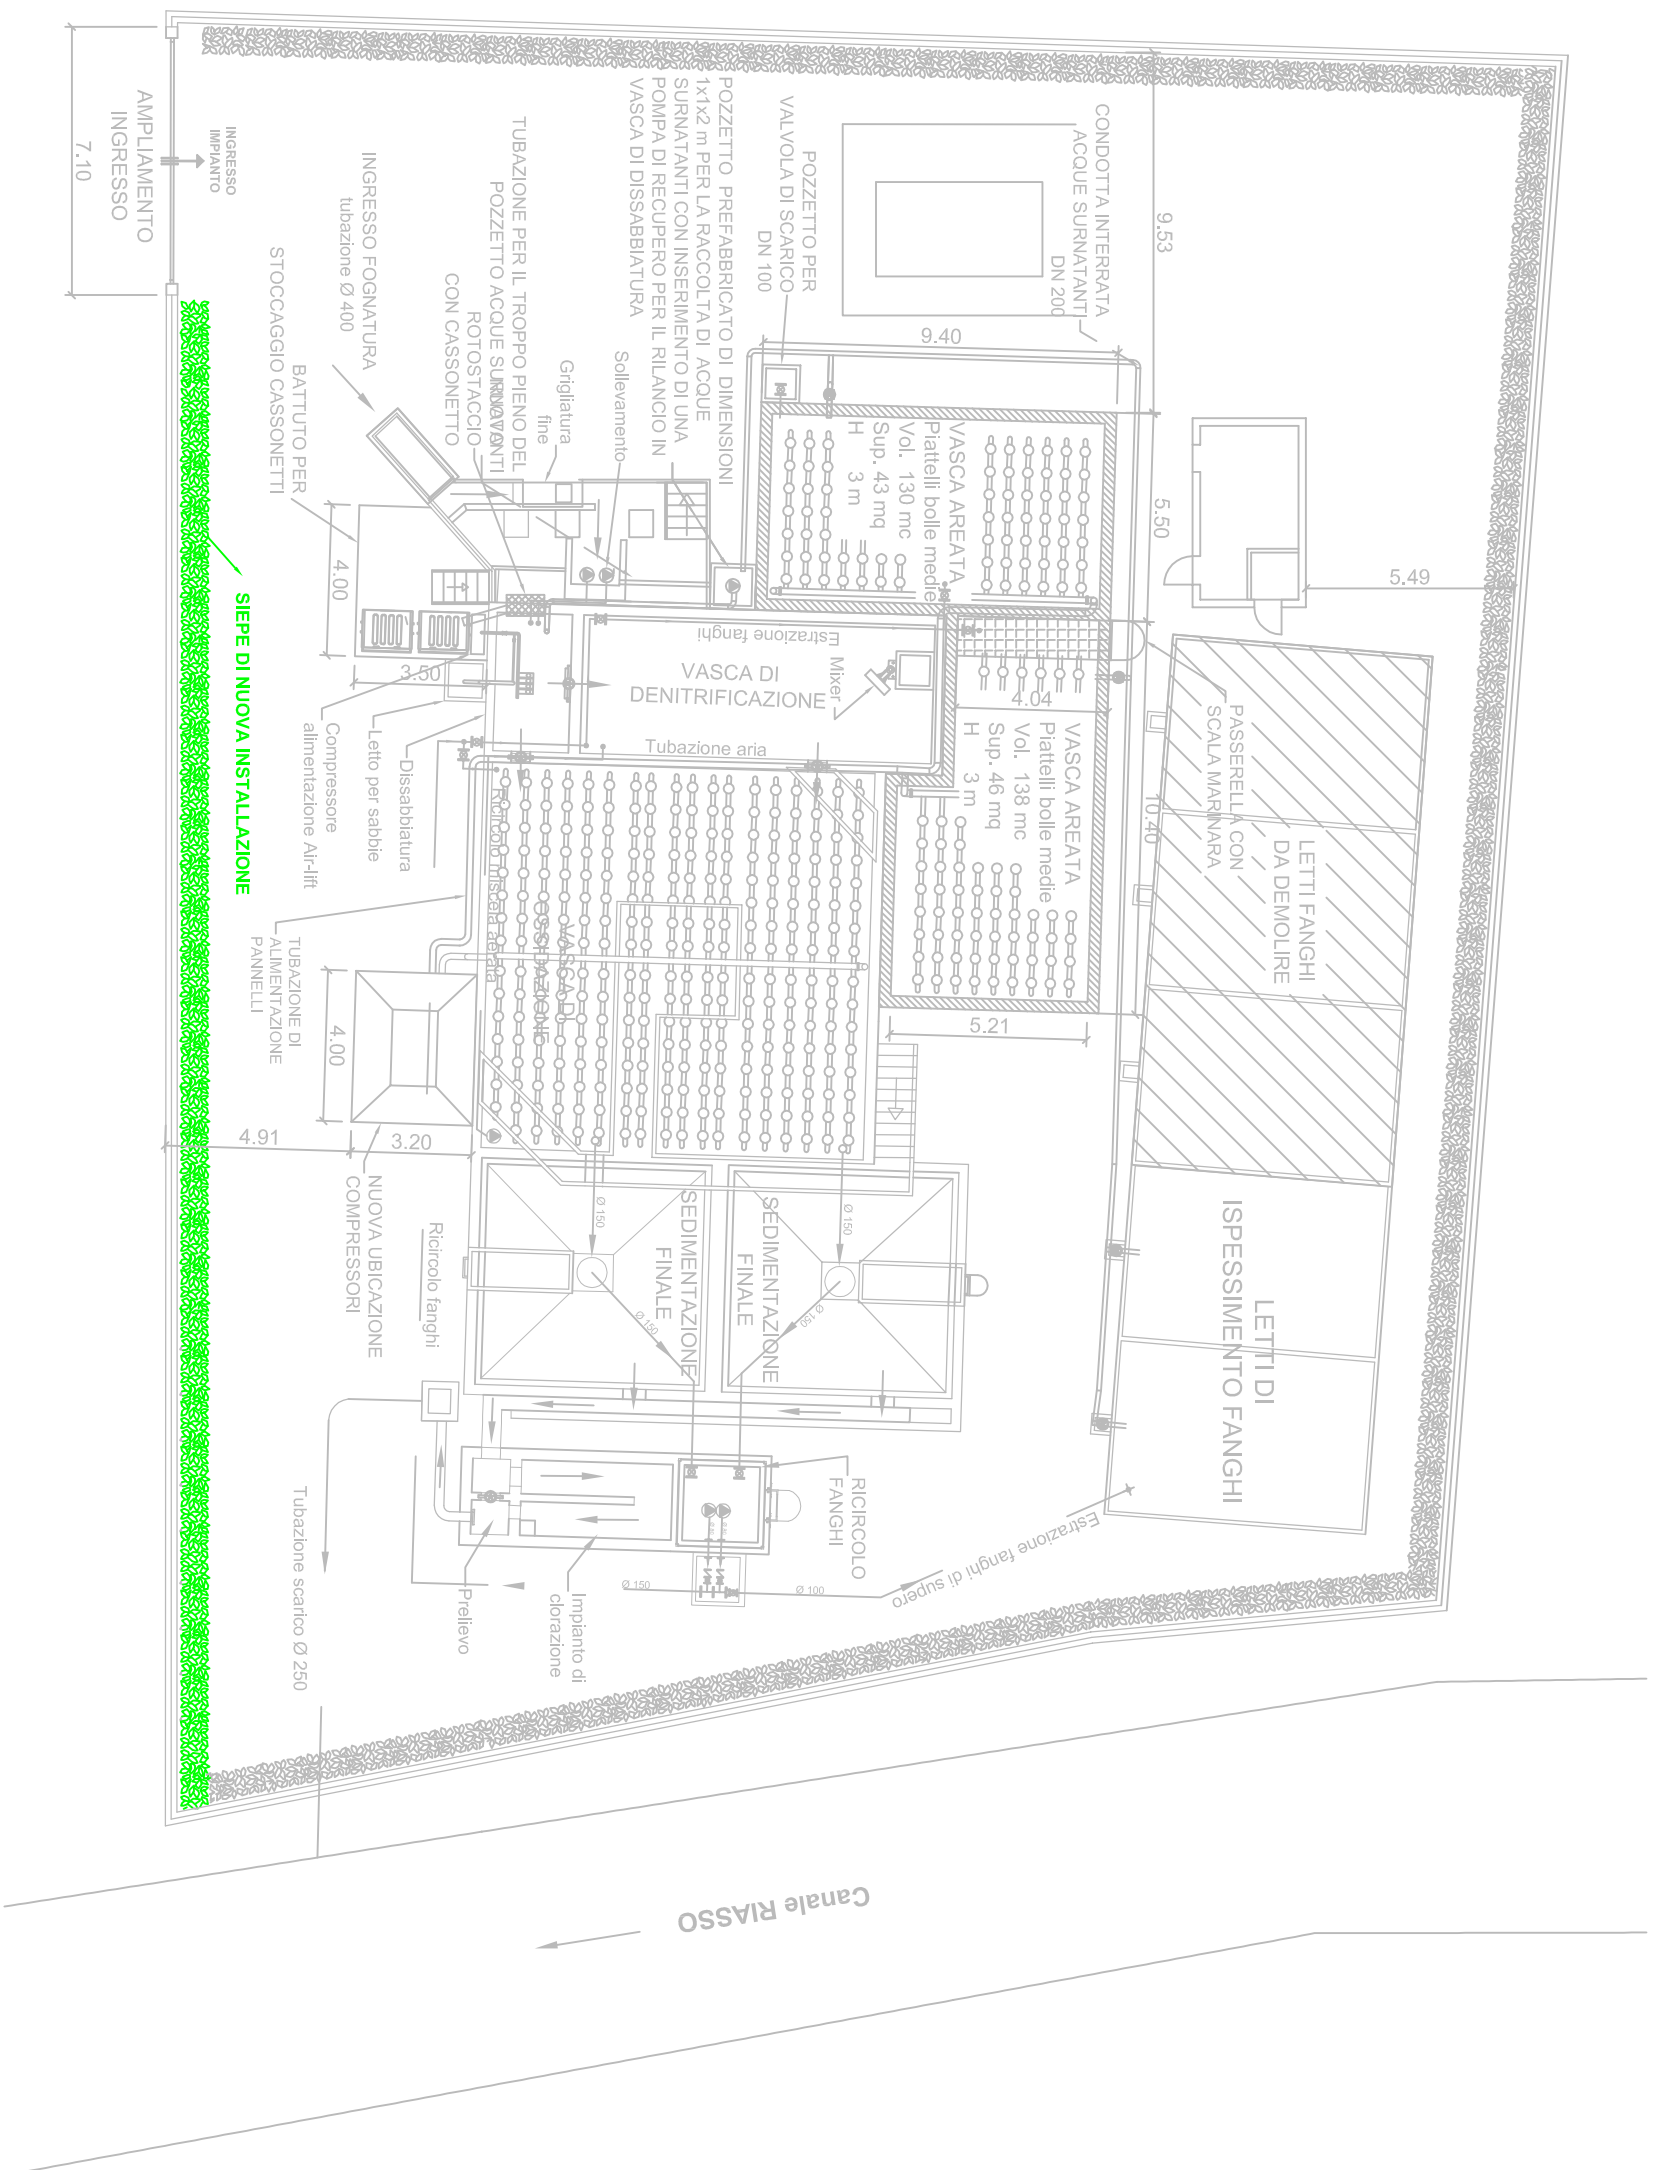 7.10
AMPLIAMENTO
INGRESSO
INGRESSO
IMPIANTO
INGRESSO FOGNATURA
tubazione Ø 400
BATTUTO PER
STOCCAGGIO CASSONETTI
TUBAZIONE PER IL TROPPO PIENO DEL
POZZETTO ACQUE SURNATANTI
ROTOSTACCIO
CON CASSONETTO
Grigliatura
fine
Sollevamento
POZZETTO PREFABBRICATO DI DIMENSIONI
1x1x2 m PER LA RACCOLTA DI ACQUE
SURNATANTI CON INSERIMENTO DI UNA
POMPA DI RECUPERO PER IL RILANCIO IN
VASCA DI DISSABBIATURA
POZZETTO PER
VALVOLA DI SCARICO
DN 100
CONDOTTA INTERRATA
ACQUE SURNATANTI
DN 200
9.53
9.40
5.50
5.49
VASCA AREATA
Piattelli bolle medie
Vol. 130 mc
Sup. 43 mq
H 3 m
4.00
3.50
Estrazione fanghi
VASCA DI
DENITRIFICAZIONE
Mixer
Tubazione aria
4.04
VASCA AREATA
Piattelli bolle medie
Vol. 138 mc
Sup. 46 mq
H 3 m
PASSERELLA CON
SCALA MARINARA
10.40
LETTI FANGHI
DA DEMOLIRE
5.21
Dissabbiatura
Letto per sabbie
Compressore
alimentazione Air-lift
SIEPE DI NUOVA INSTALLAZIONE
TUBAZIONE DI
ALIMENTAZIONE
PANNELLI
Ricircolo miscela aerata
VASCA DI
OSSIDAZIONE
4.00
4.91
3.20
NUOVA UBICAZIONE
COMPRESSORI
Ricircolo fanghi
SEDIMENTAZIONE
FINALE
Ø 150
Ø 150
SEDIMENTAZIONE
FINALE
Ø 150
Ø 150
LETTI DI
ISPESSIMENTO FANGHI
RICIRCOLO
FANGHI
Estrazione fanghi di supero
Ø 150
Ø 100
Impianto di
clorazione
Prelievo
Tubazione scarico Ø 250
Canale RIASSO